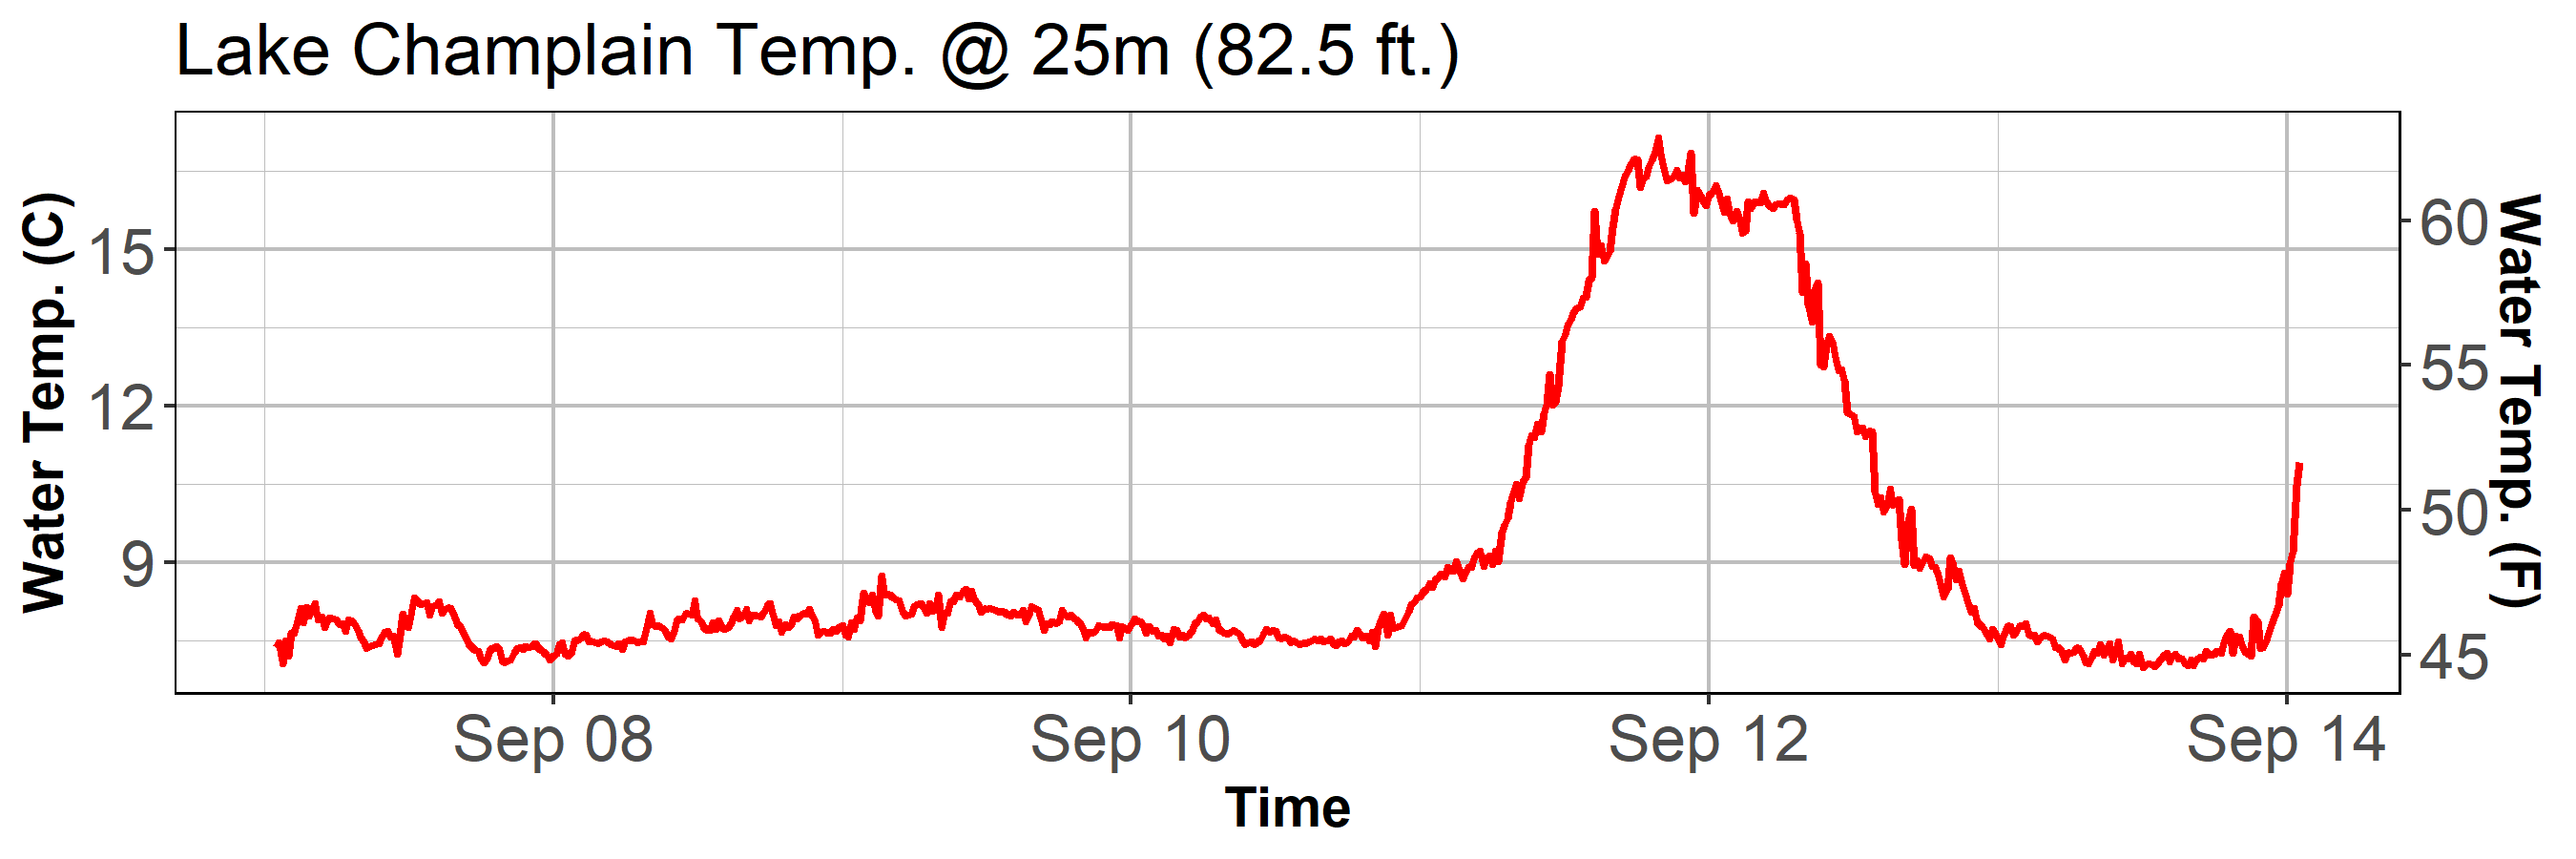 Lake Champlain Temp. @ 25m (82.5 ft.)
Water Temp. (C)
15
12
9
60
55
50
45
Water Temp. (F)
Sep 08
Sep 10
Sep 12
Sep 14
Time